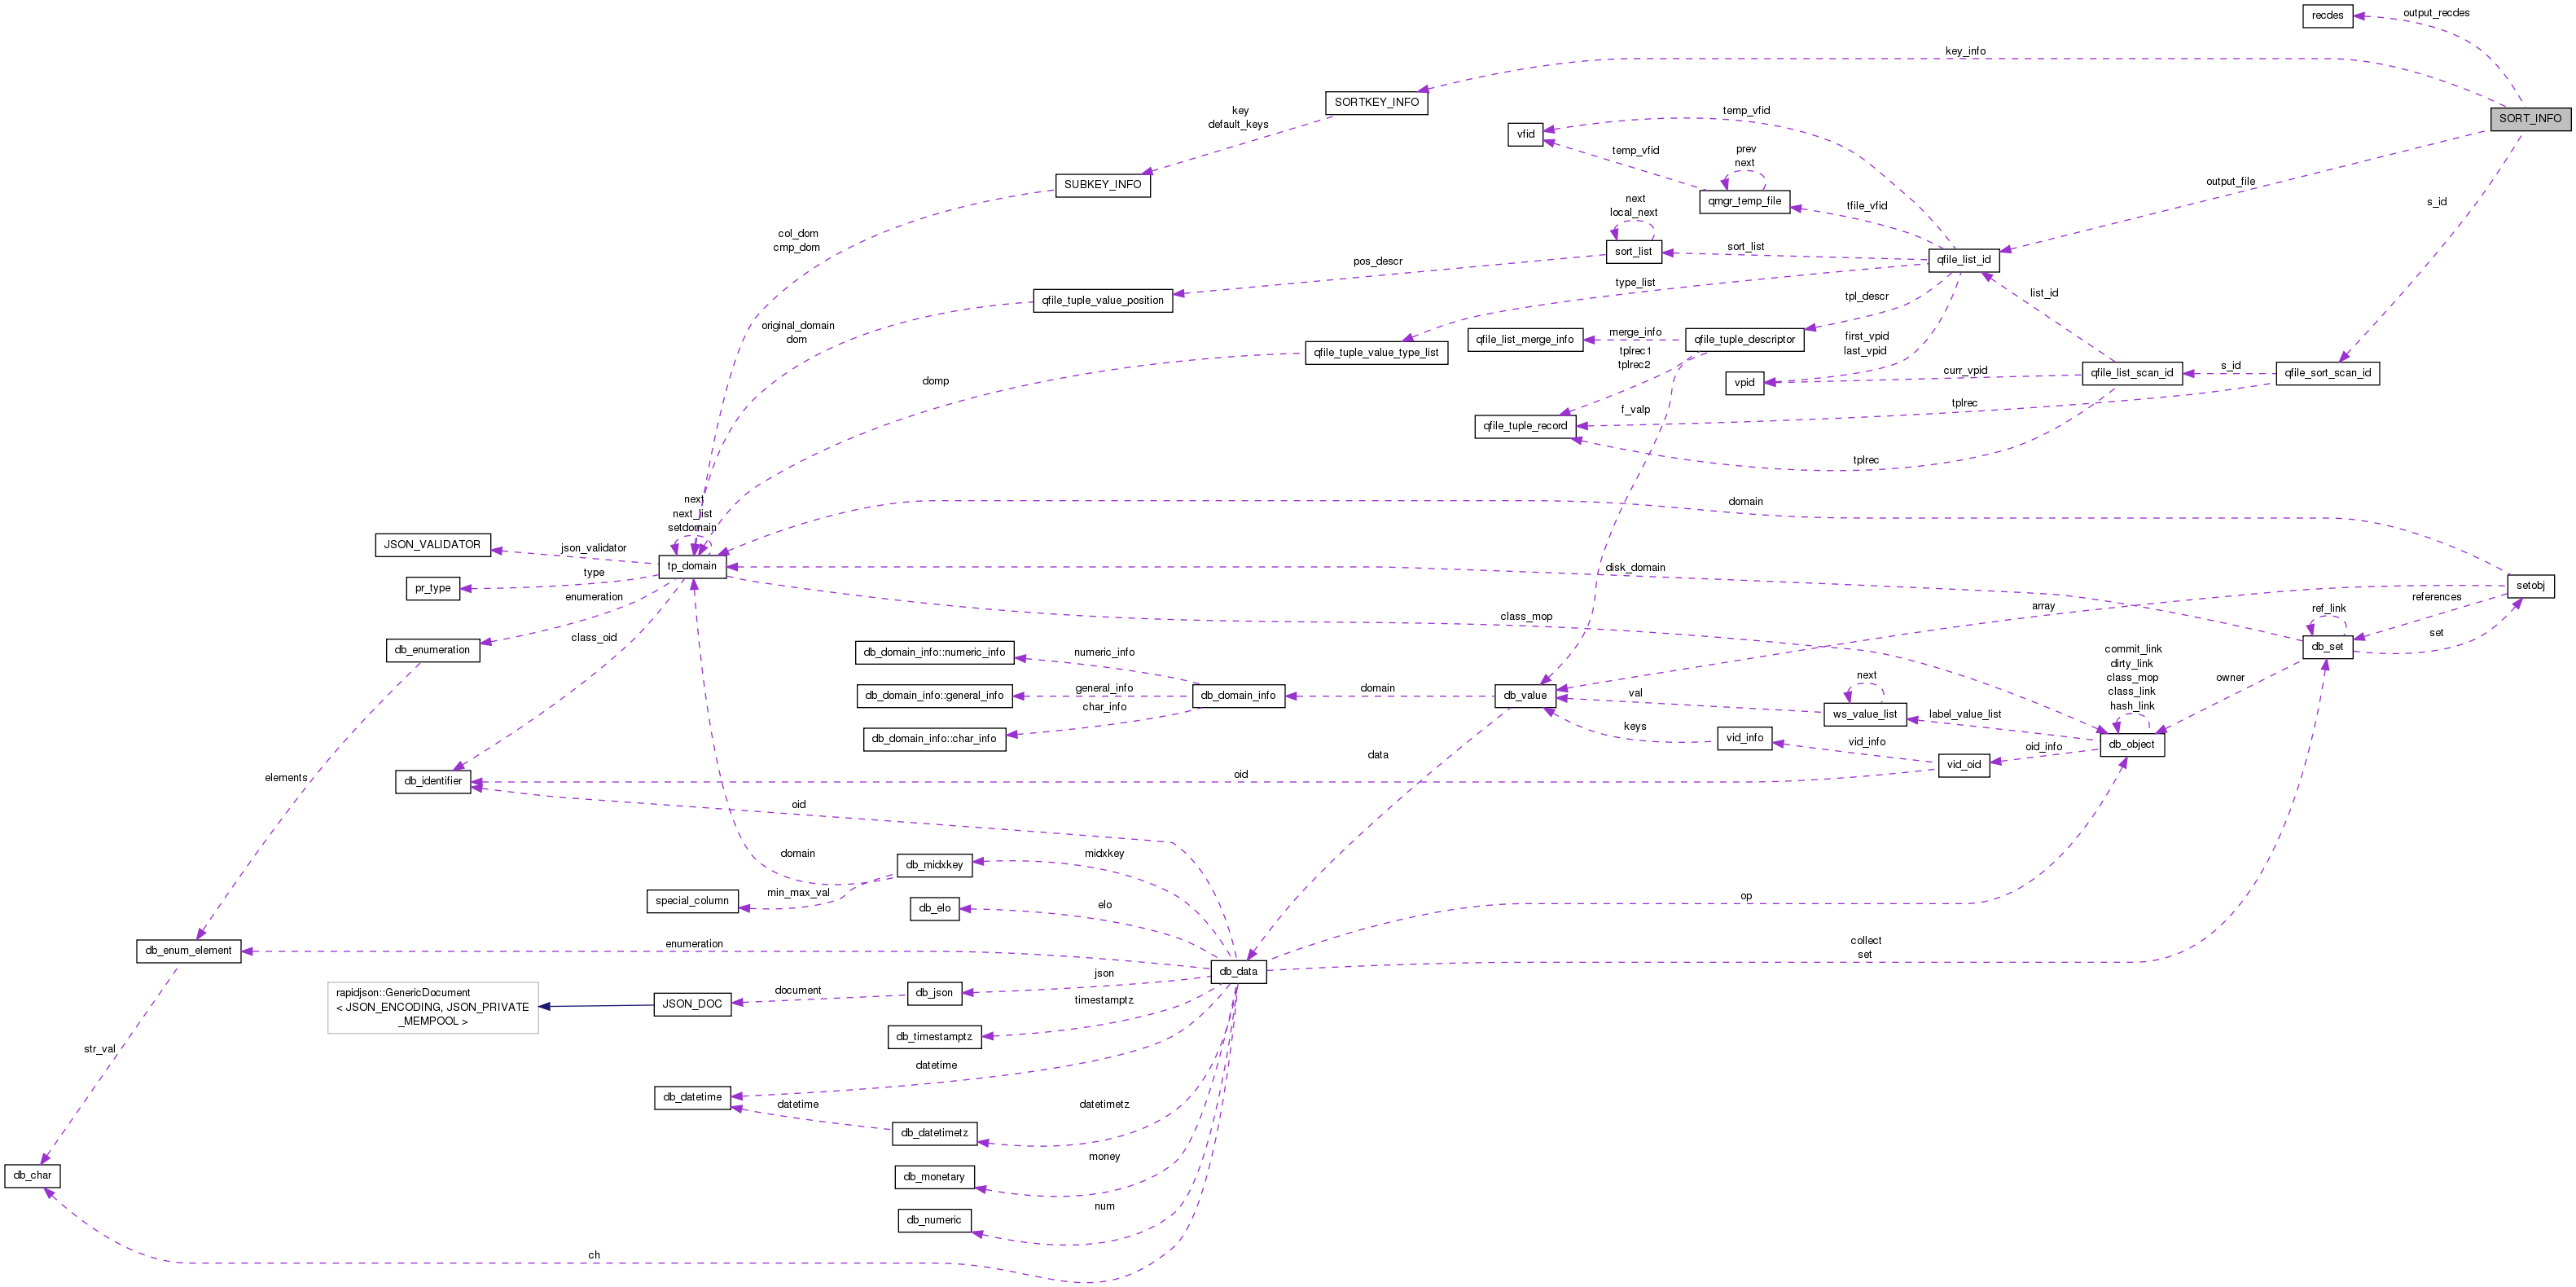 recdes
output_recdes
key_info
SORTKEY_INFO
SORT_INFO
key
default_keys
temp_vfid
vfid
temp_vfid
prev
next
SUBKEY_INFO
output_file
qmgr_temp_file
tfile_vfid
s_id
next
local_next
col_dom
cmp_dom
sort_list
sort_list
qfile_list_id
pos_descr
type_list
list_id
tpl_descr
qfile_tuple_value_position
original_domain
dom
merge_info
qfile_list_merge_info
qfile_tuple_descriptor
first_vpid
last_vpid
qfile_tuple_value_type_list
tplrec1
tplrec2
domp
vpid
curr_vpid
qfile_list_scan_id
s_id
qfile_sort_scan_id
tplrec
f_valp
qfile_tuple_record
tplrec
next
next_list
setdomain
domain
JSON_VALIDATOR
json_validator
tp_domain
disk_domain
type
pr_type
setobj
enumeration
references
array
ref_link
class_mop
class_oid
set
db_enumeration
db_set
db_domain_info::numeric_info
numeric_info
commit_link
dirty_link
class_mop
class_link
hash_link
owner
next
general_info
db_domain_info::general_info
db_domain_info
domain
db_value
val
char_info
ws_value_list
label_value_list
db_domain_info::char_info
keys
vid_info
vid_info
oid_info
db_object
data
vid_oid
elements
db_identifier
oid
oid
domain
midxkey
db_midxkey
min_max_val
special_column
op
elo
db_elo
enumeration
collect
set
db_enum_element
db_data
json
rapidjson::GenericDocument
< JSON_ENCODING, JSON_PRIVATE
_MEMPOOL >
JSON_DOC
document
db_json
timestamptz
db_timestamptz
str_val
datetime
db_datetime
datetime
datetimetz
db_datetimetz
money
db_char
db_monetary
num
db_numeric
ch